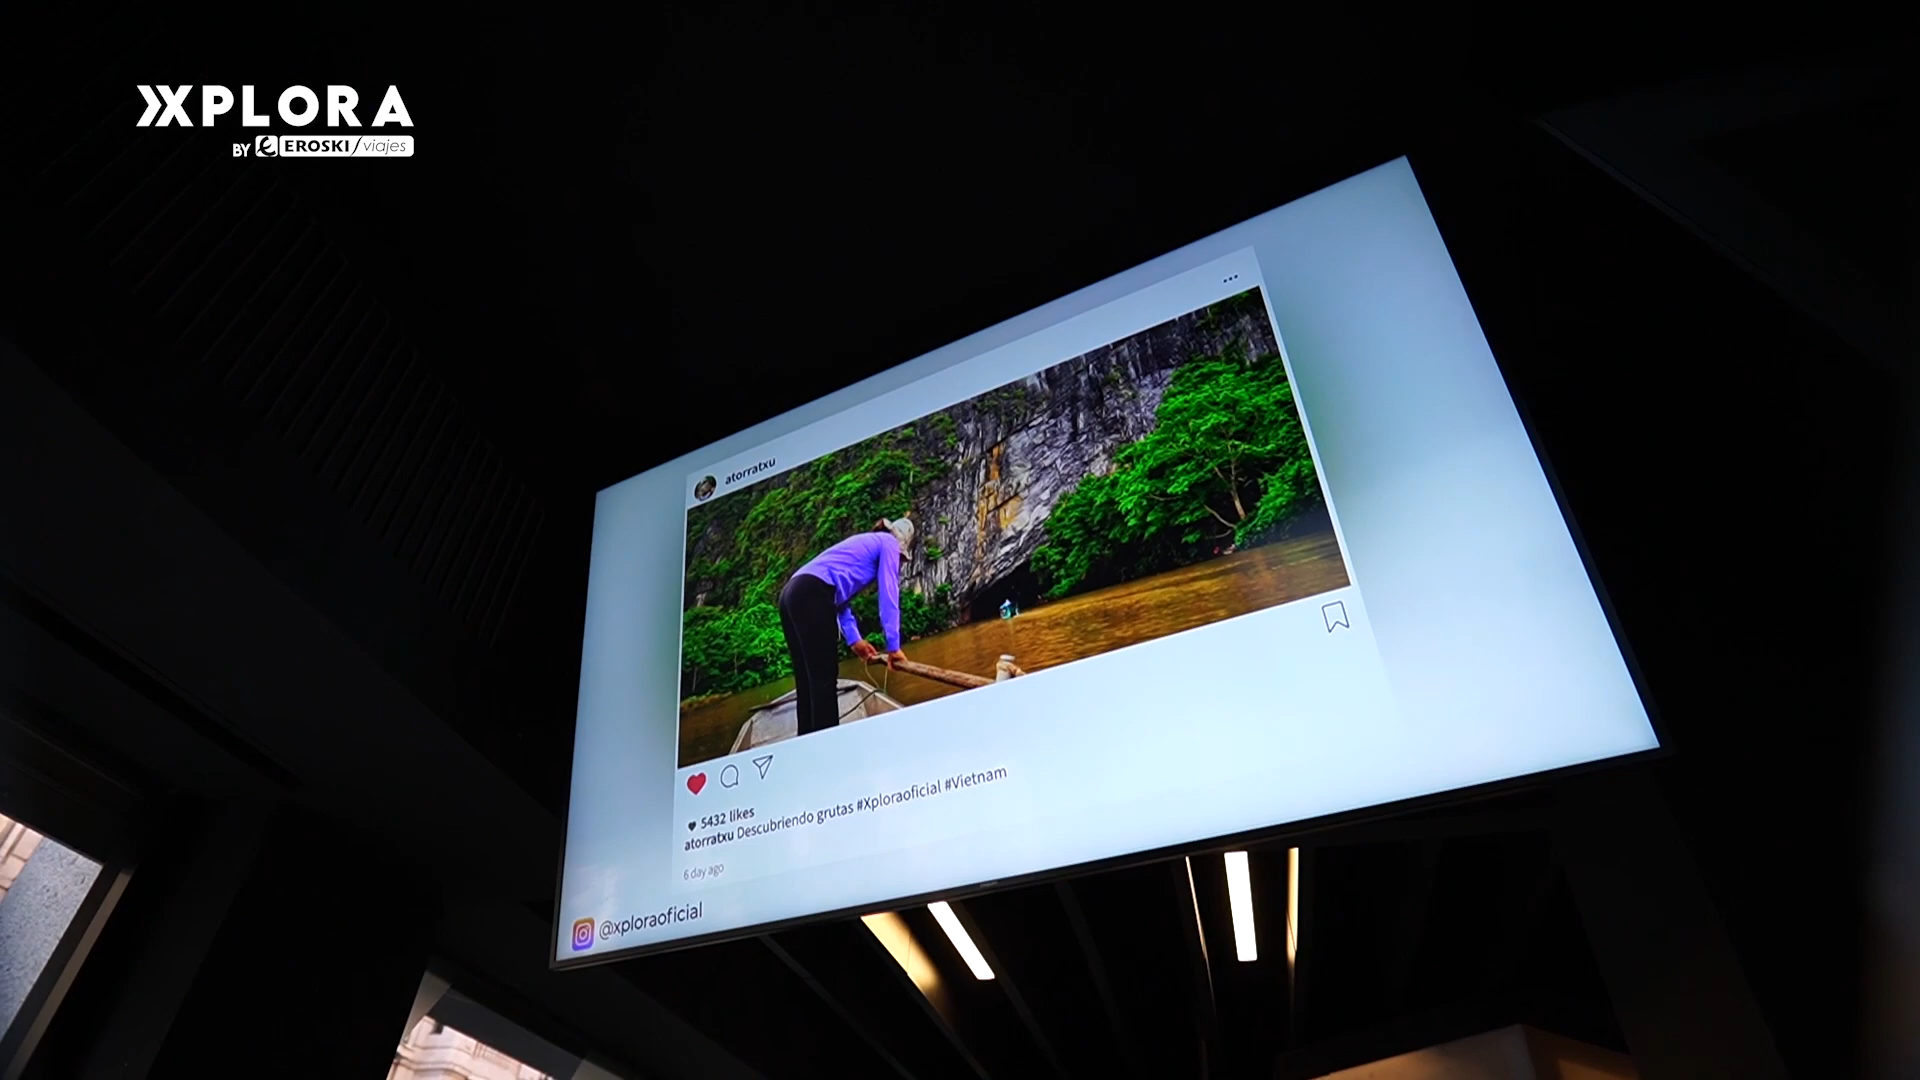 XPLORA
BY e EROSKI/viajes
...
atorratxu
5432 likes
atorratxu Descubriendo grutas #Xploraoficial #Vietnam
6 day ago
@xploraoficial